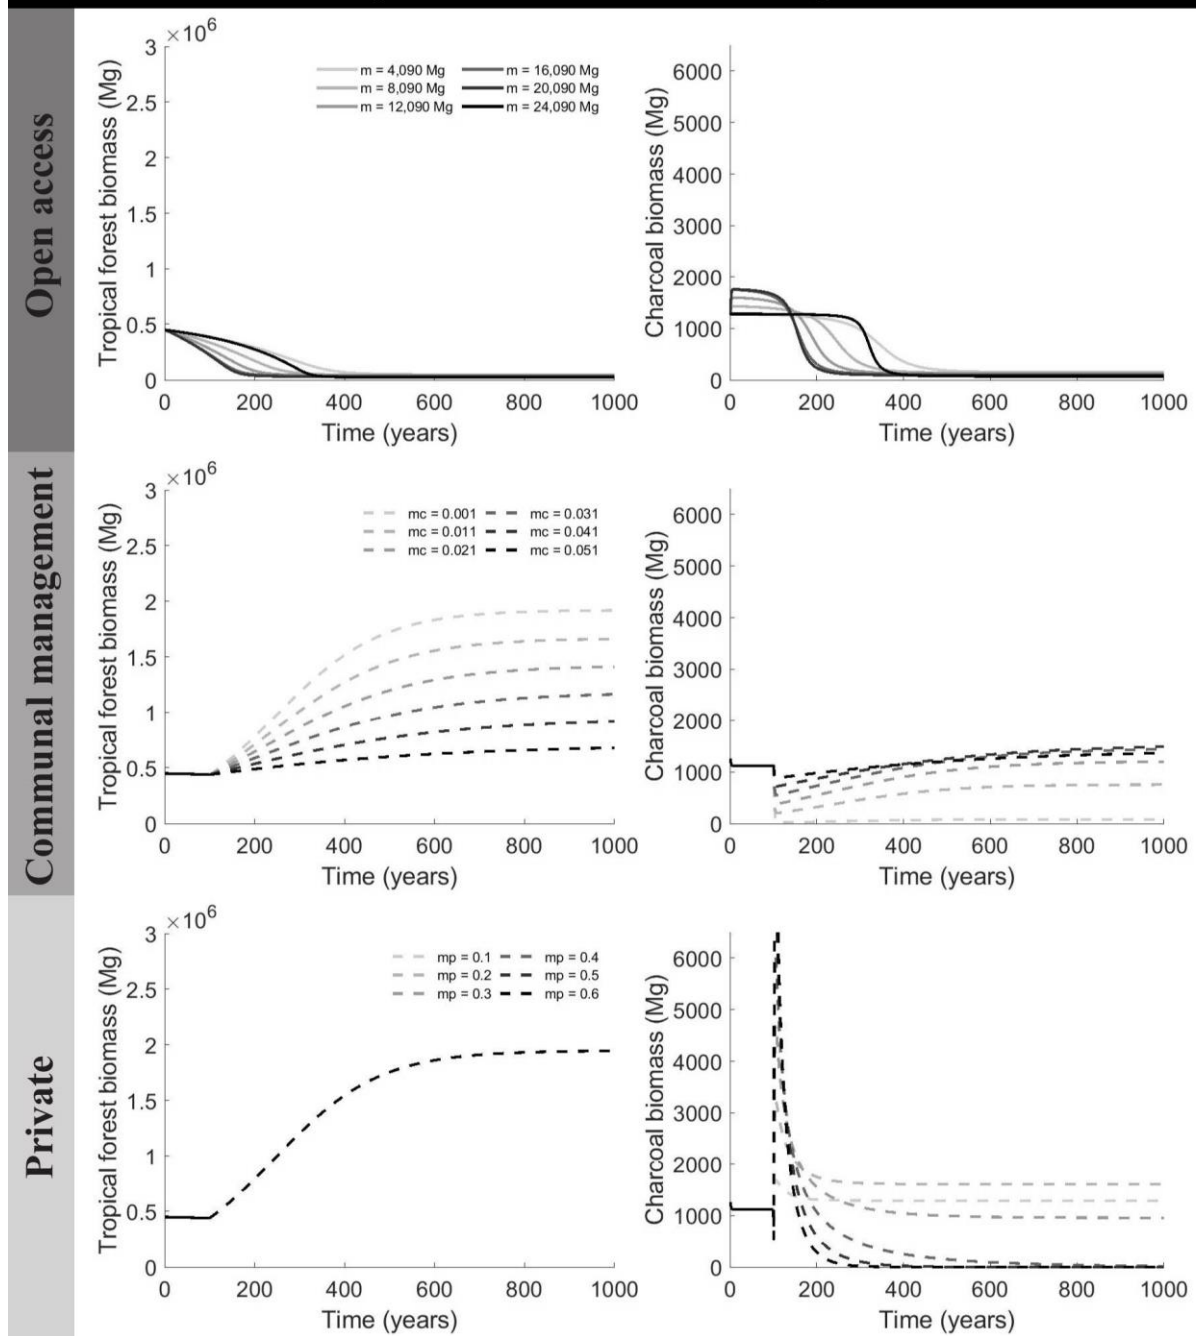 Open access
×10⁶
Tropical forest biomass (Mg)
3
2.5
2
1.5
1
0.5
0
m = 4,090 Mg m = 16,090 Mg
m = 8,090 Mg m = 20,090 Mg
m = 12,090 Mg m = 24,090 Mg
0 200 400 600 800 1000
Time (years)
Charcoal biomass (Mg)
6000
5000
4000
3000
2000
1000
0
0 200 400 600 800 1000
Time (years)
Communal management
×10⁶
Tropical forest biomass (Mg)
3
2.5
2
1.5
1
0.5
0
mc = 0.001 mc = 0.031
mc = 0.011 mc = 0.041
mc = 0.021 mc = 0.051
0 200 400 600 800 1000
Time (years)
Charcoal biomass (Mg)
6000
5000
4000
3000
2000
1000
0
0 200 400 600 800 1000
Time (years)
Private
×10⁶
Tropical forest biomass (Mg)
3
2.5
2
1.5
1
0.5
0
mp = 0.1 mp = 0.4
mp = 0.2 mp = 0.5
mp = 0.3 mp = 0.6
0 200 400 600 800 1000
Time (years)
Charcoal biomass (Mg)
6000
5000
4000
3000
2000
1000
0
0 200 400 600 800 1000
Time (years)